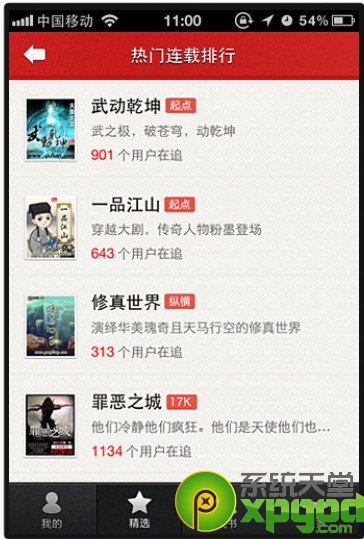 中国移动 11:00 54%
热门连载排行
武动乾坤 起点
武之极，破苍穹，动乾坤
901 个用户在追
一品江山 起点
穿越大剧，传奇人物粉墨登场
643 个用户在追
修真世界 纵横
演绎华美瑰奇且天马行空的修真世界
313 个用户在追
罪恶之城 17K
他们冷静他们疯狂。他们是天使他们也...
1134 个用户在追
我的 精选 书
系统天堂
xpgod